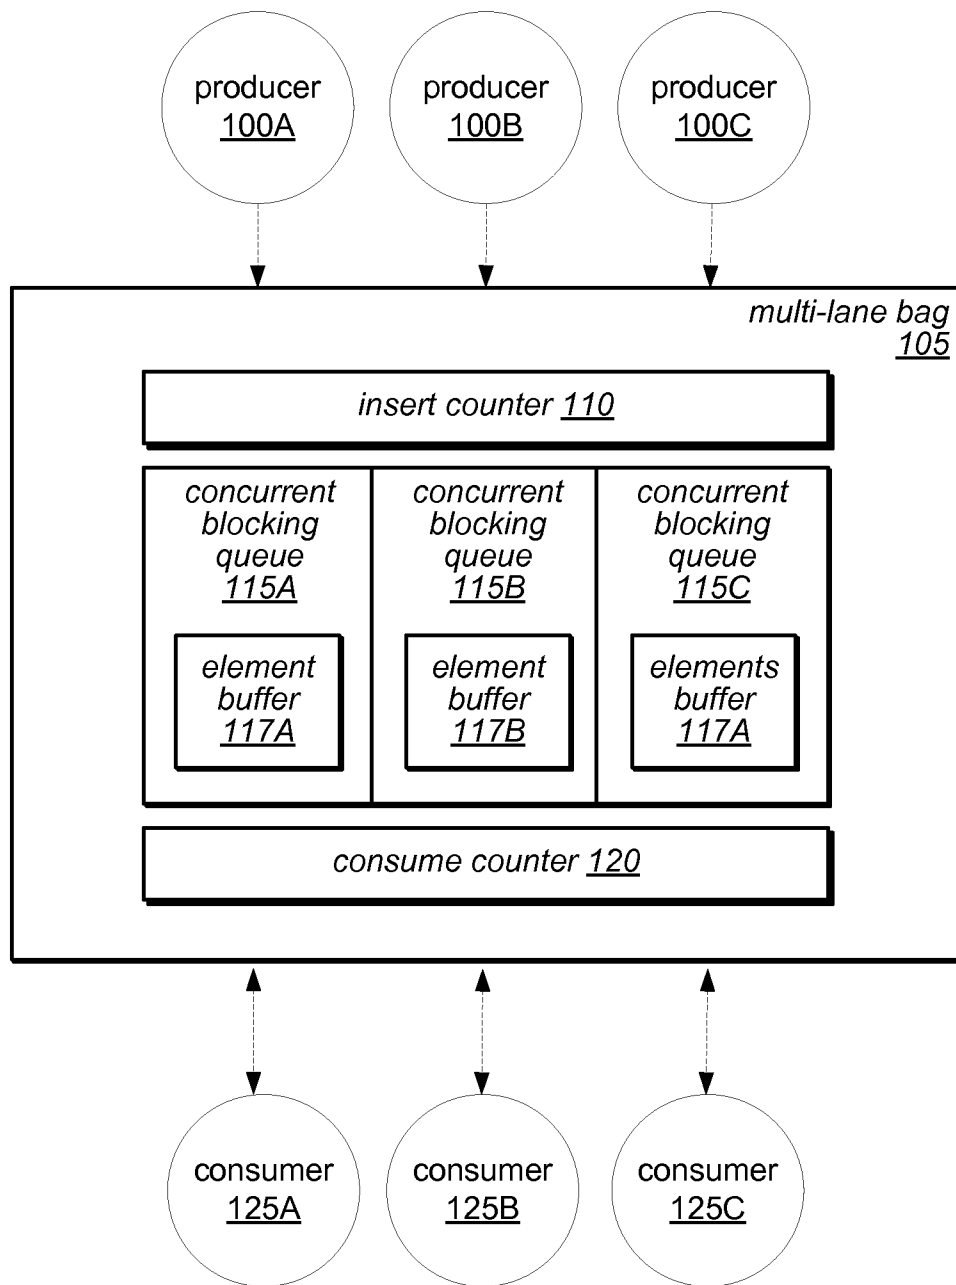 producer
100A
producer
100B
producer
100C
multi-lane bag
105
insert counter 110
concurrent
blocking
queue
115A
concurrent
blocking
queue
115B
concurrent
blocking
queue
115C
element
buffer
117A
element
buffer
117B
elements
buffer
117A
consume counter 120
consumer
125A
consumer
125B
consumer
125C